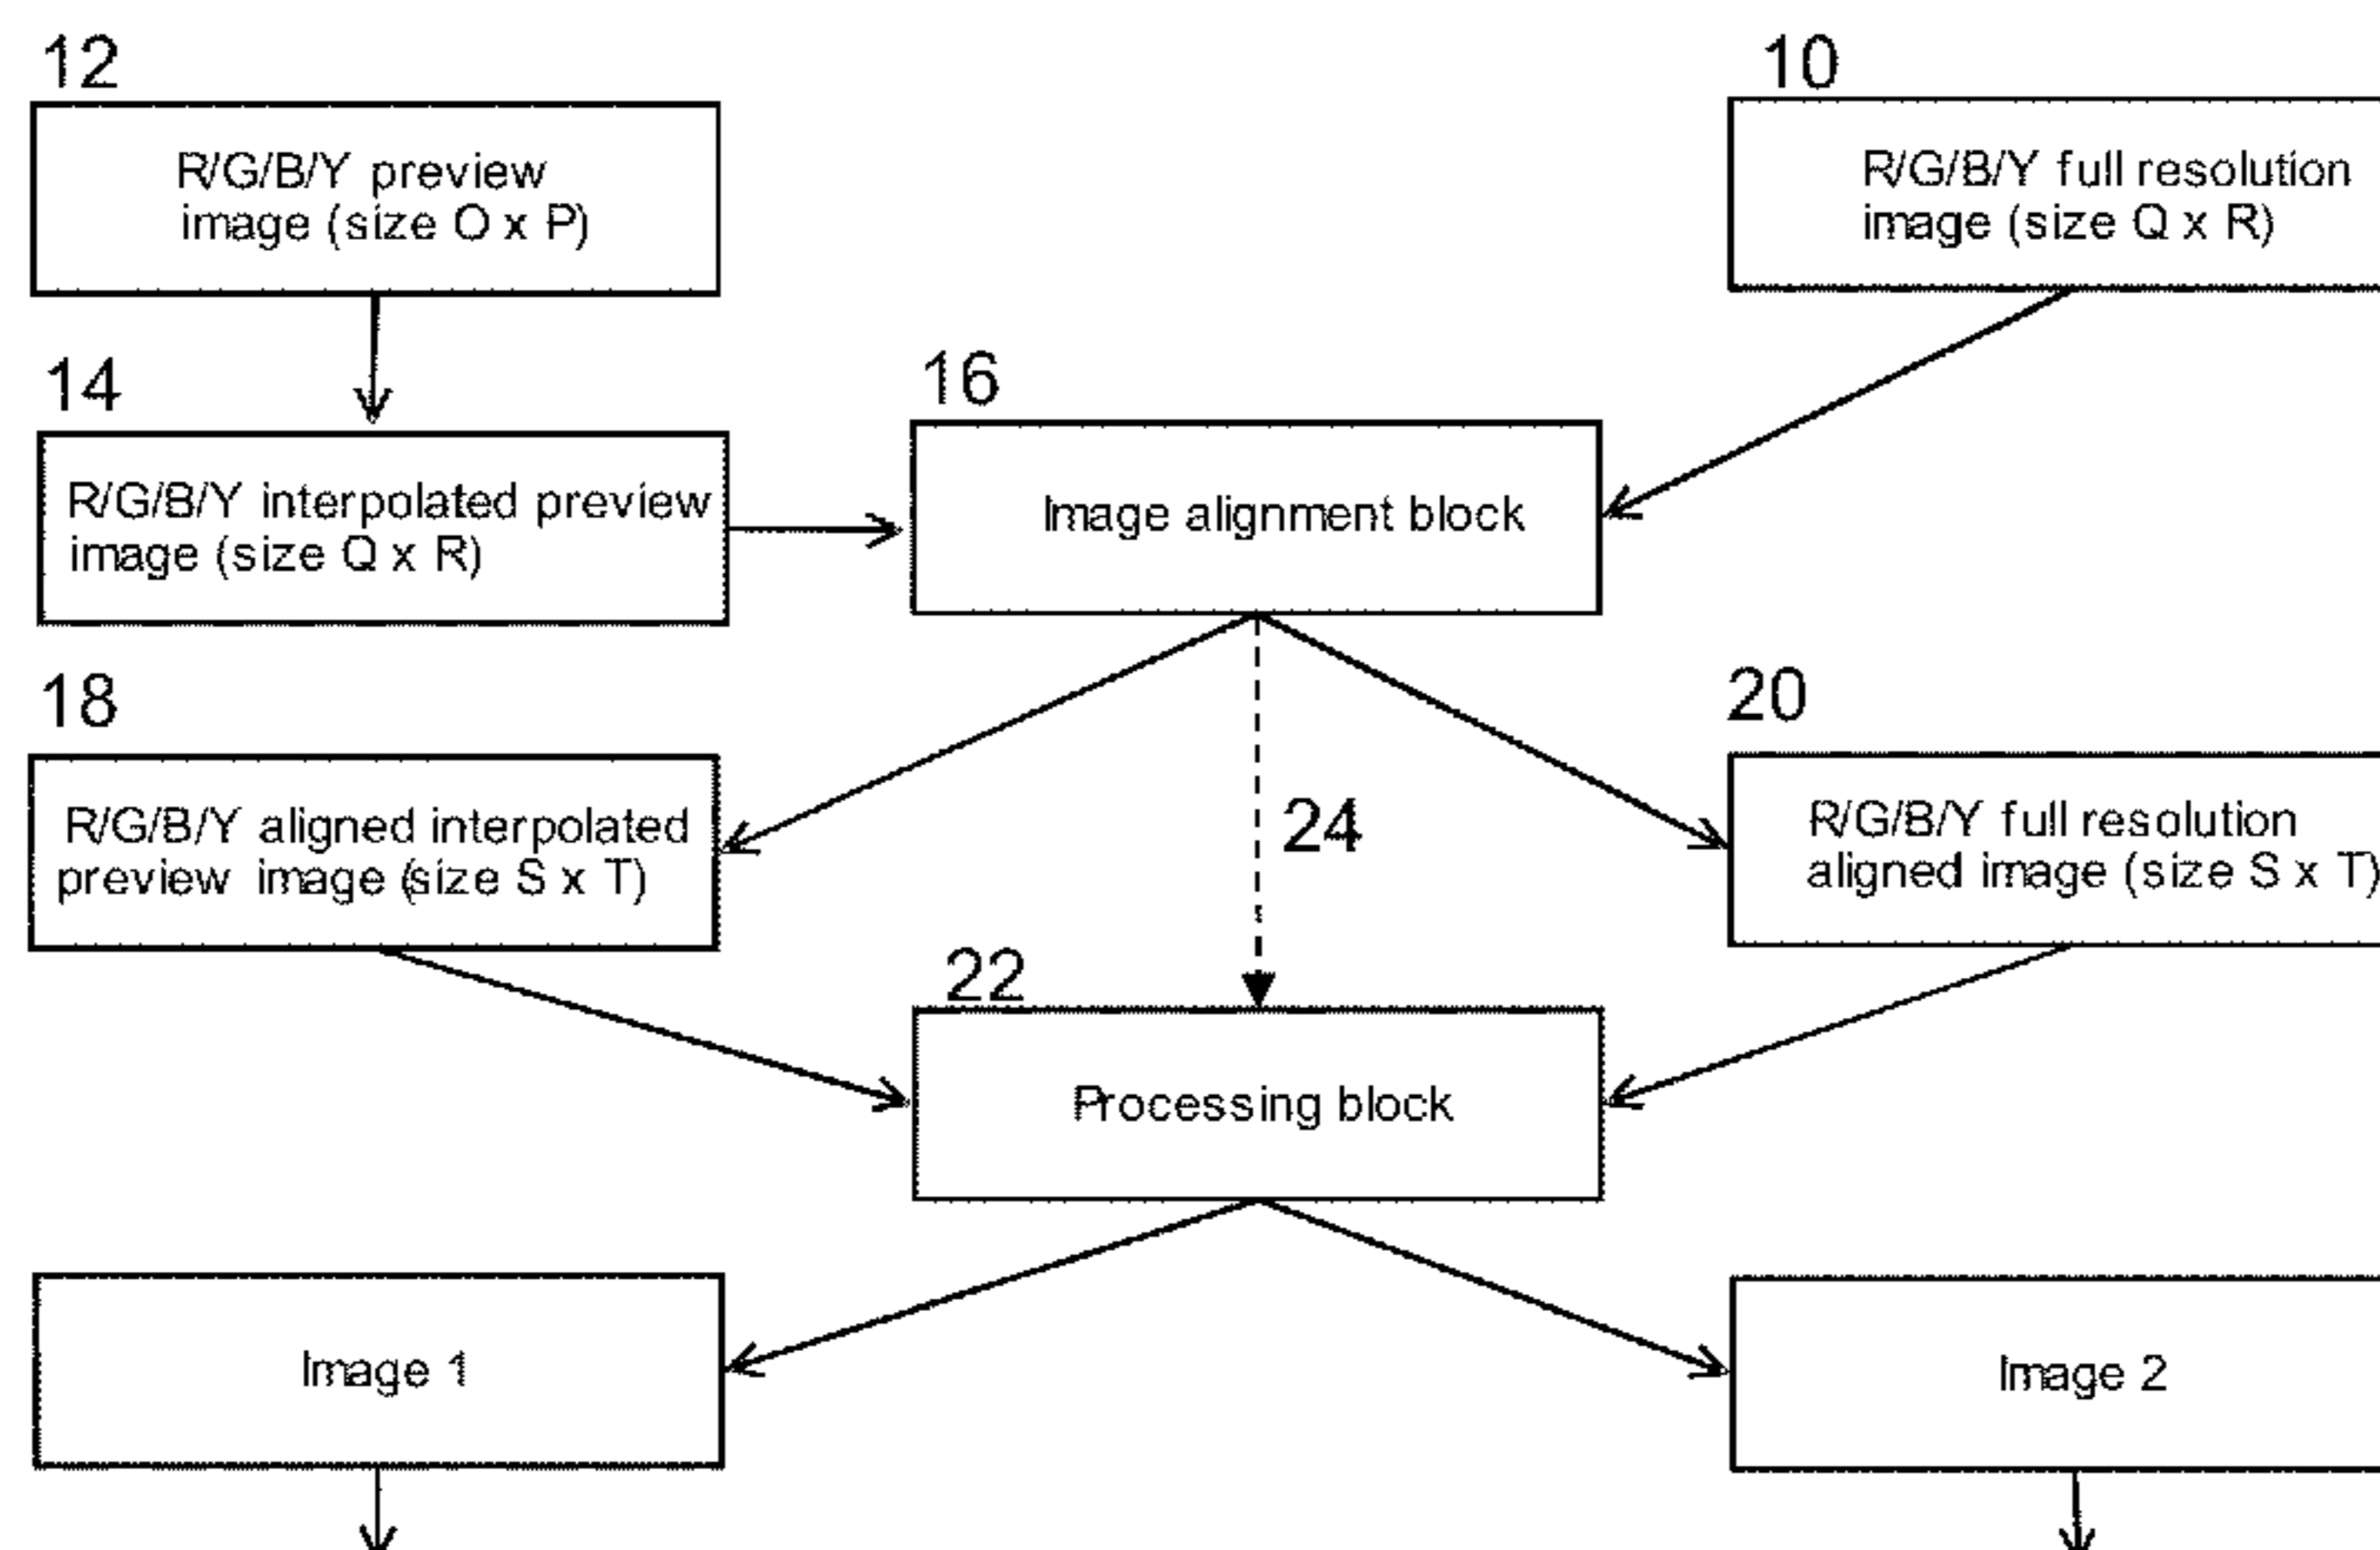 12
R/G/B/Y preview
image (size O x P)
10
R/G/B/Y full resolution
image (size Q x R)
14
R/G/B/Y interpolated preview
image (size Q x R)
16
Image alignment block
18
R/G/B/Y aligned interpolated
preview image (size S x T)
24
20
R/G/B/Y full resolution
aligned image (size S x T)
22
Processing block
Image 1
Image 2